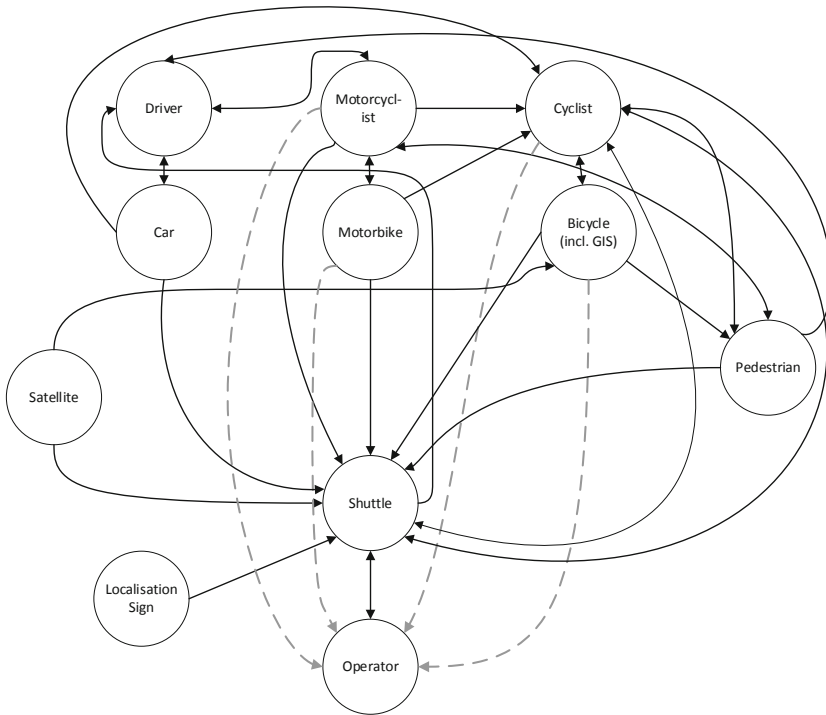 Driver
Motorcycl-
ist
Cyclist
Car
Motorbike
Bicycle
(incl. GIS)
Pedestrian
Satellite
Shuttle
Localisation
Sign
Operator